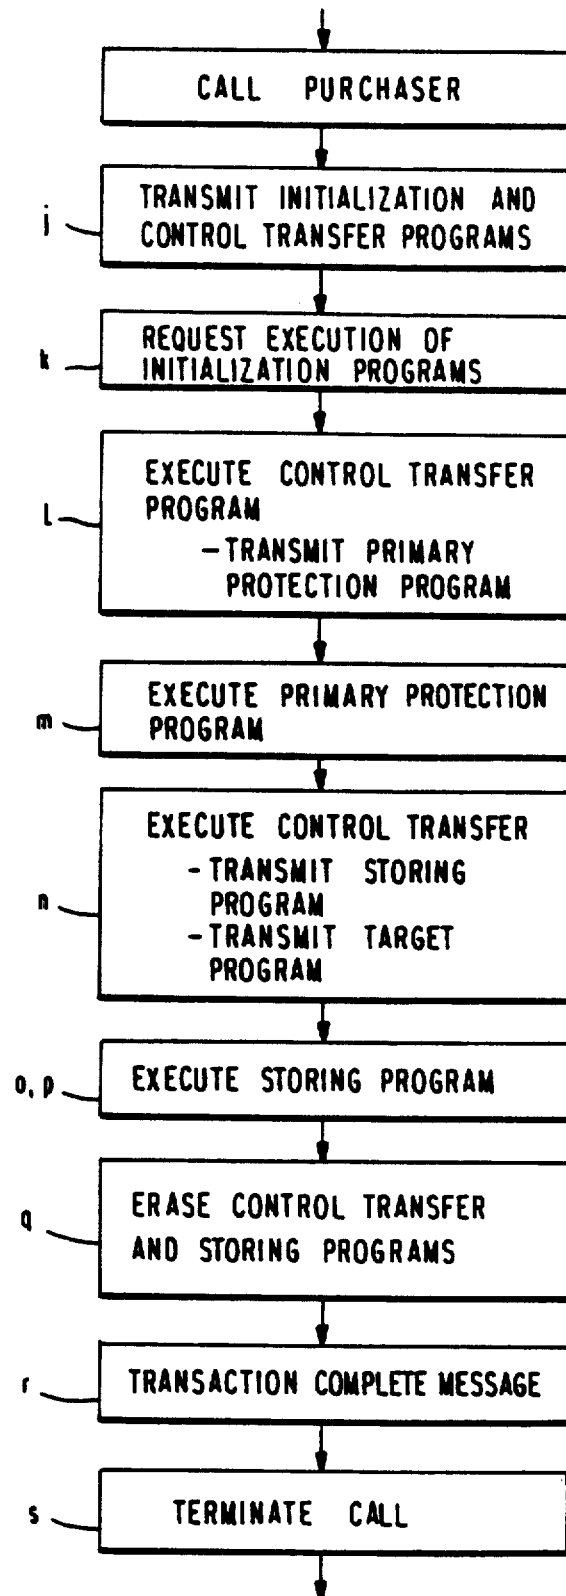 CALL PURCHASER
j
TRANSMIT INITIALIZATION AND
CONTROL TRANSFER PROGRAMS
k
REQUEST EXECUTION OF
INITIALIZATION PROGRAMS
L
EXECUTE CONTROL TRANSFER
PROGRAM
-TRANSMIT PRIMARY
PROTECTION PROGRAM
m
EXECUTE PRIMARY PROTECTION
PROGRAM
n
EXECUTE CONTROL TRANSFER
-TRANSMIT STORING
PROGRAM
-TRANSMIT TARGET
PROGRAM
o, p
EXECUTE STORING PROGRAM
q
ERASE CONTROL TRANSFER
AND STORING PROGRAMS
r
TRANSACTION COMPLETE MESSAGE
s
TERMINATE CALL